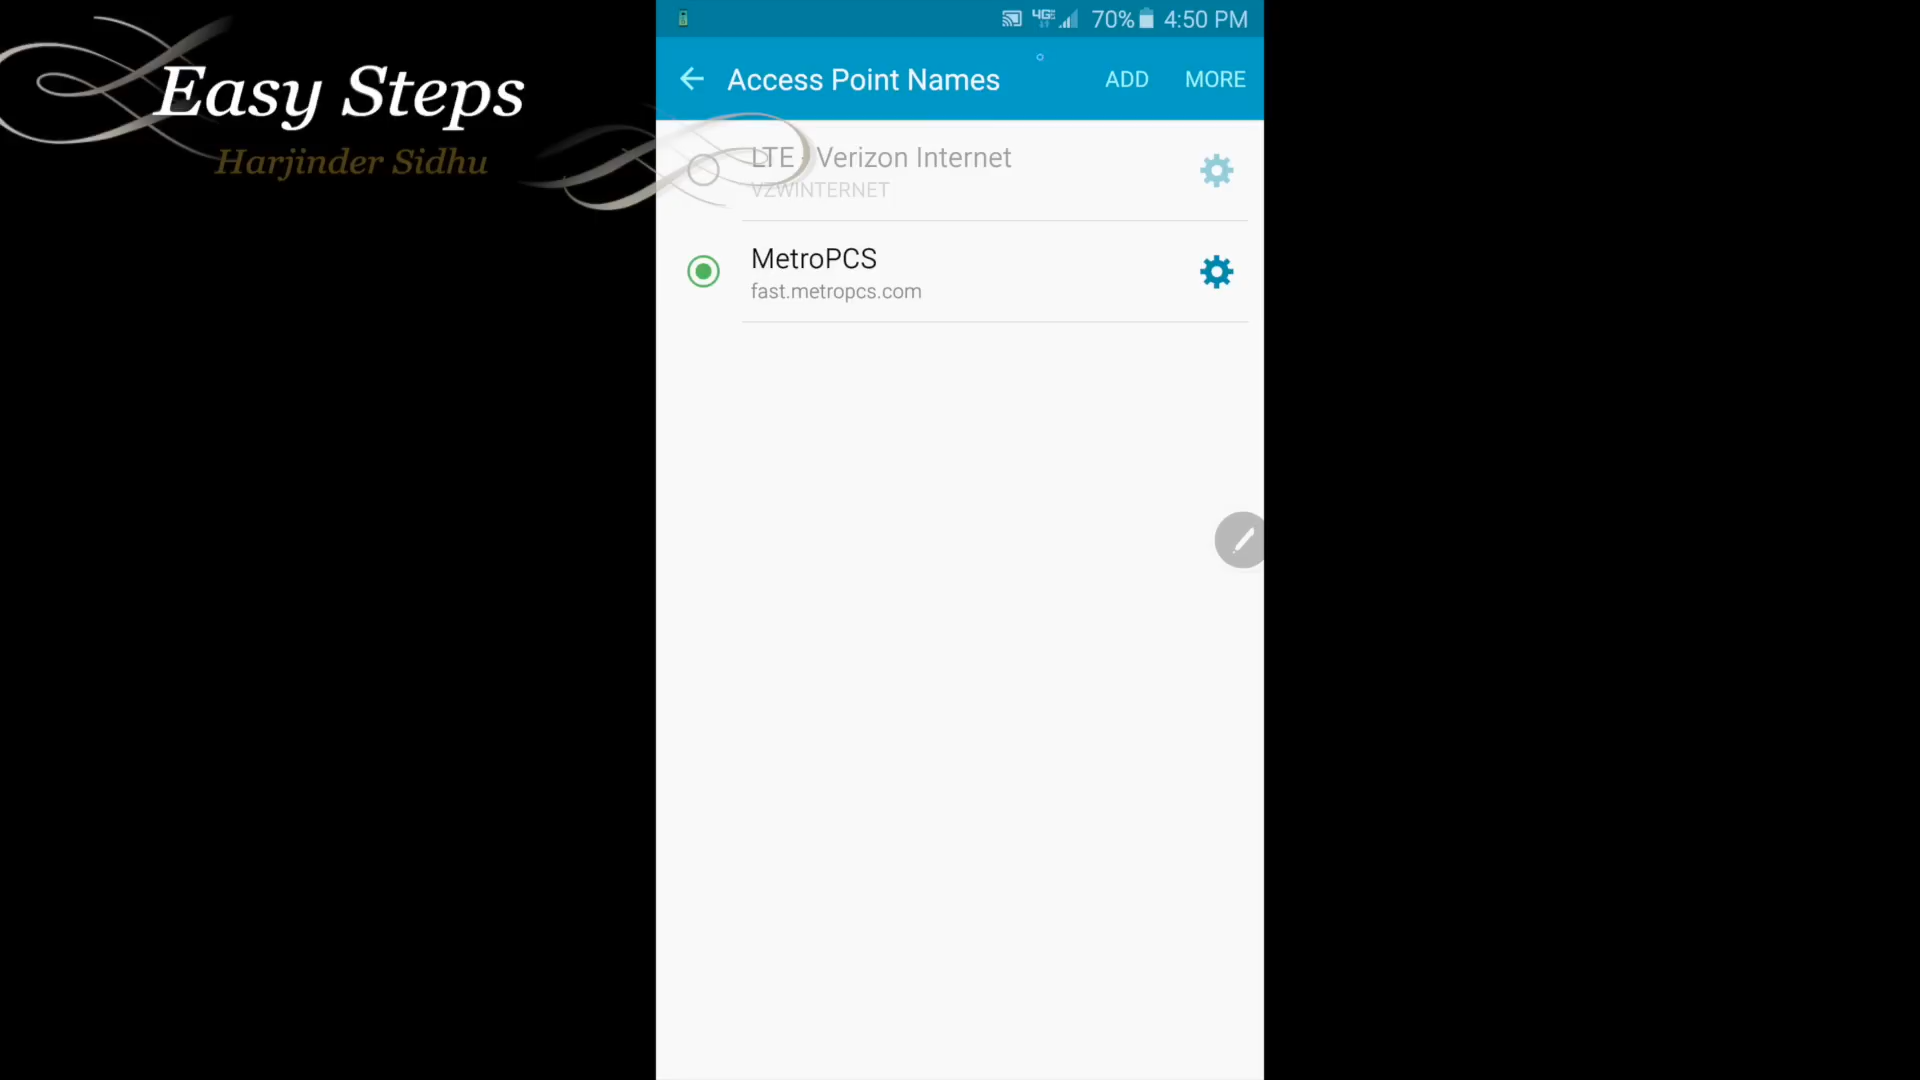 Easy Steps
Harjinder Sidhu
4G 70% 4:50 PM
Access Point Names ADD MORE
LTE - Verizon Internet
VZWINTERNET
MetroPCS
fast.metropcs.com